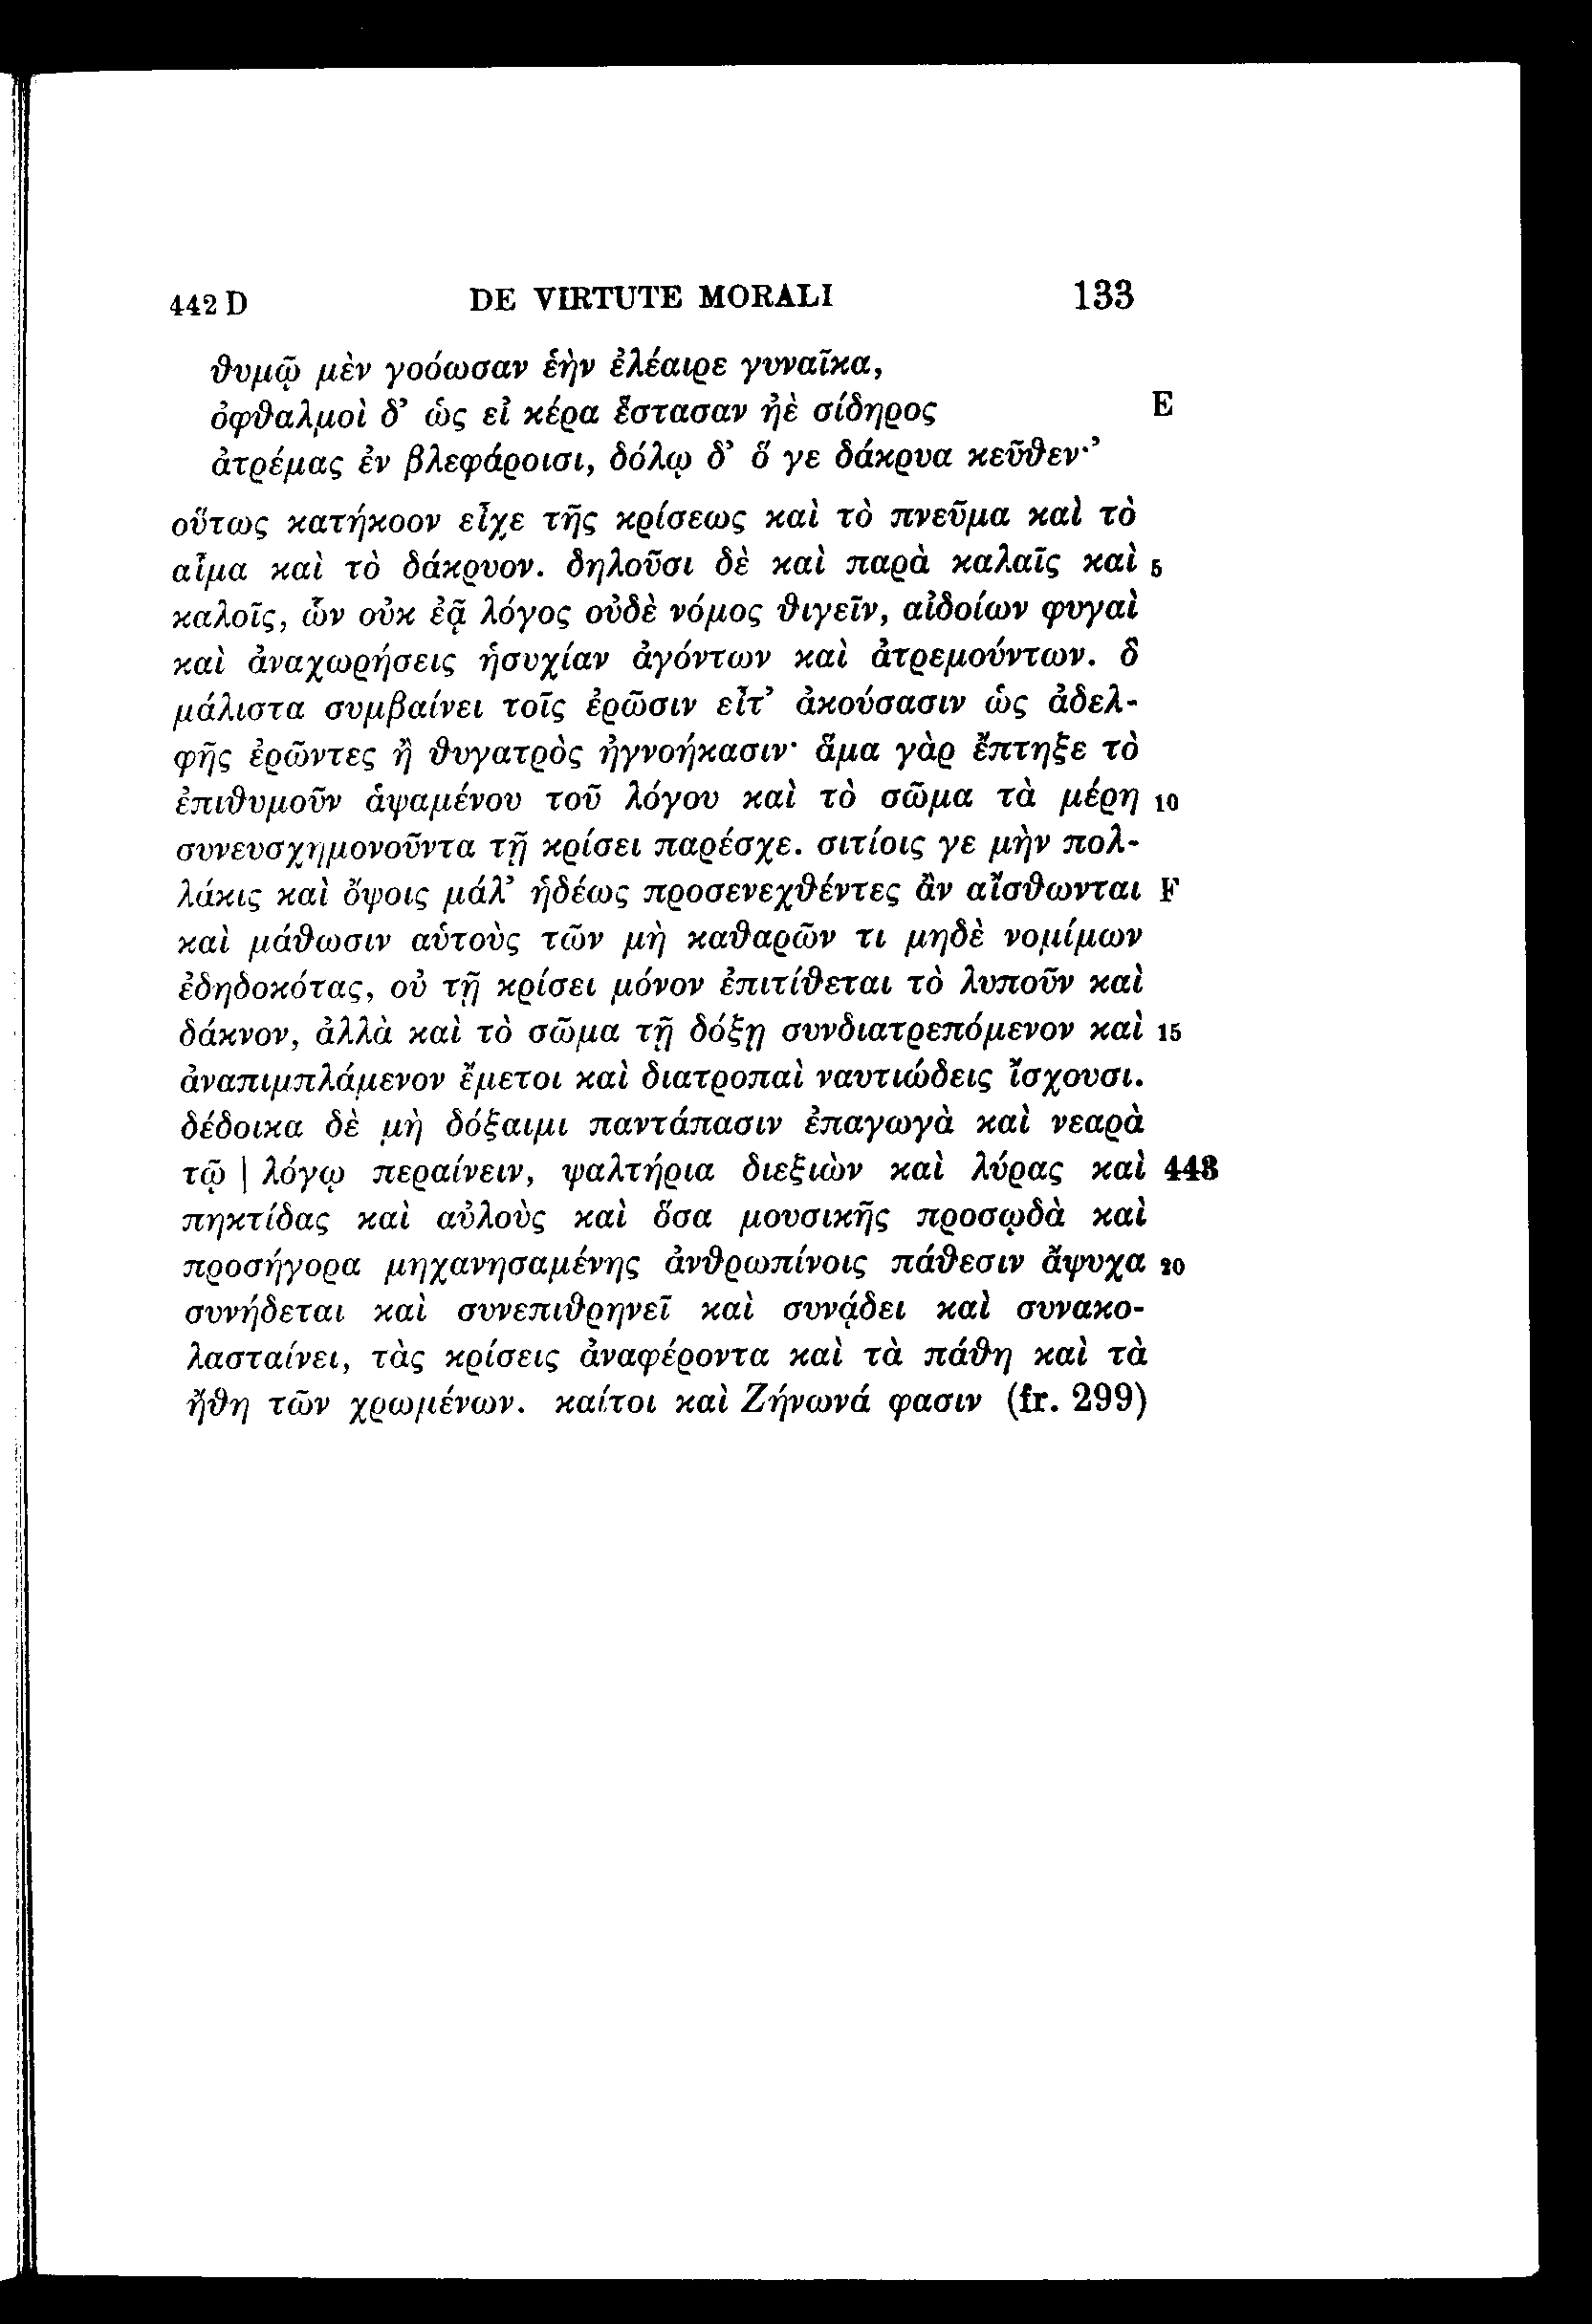 442 D DE VIRTUTE MORALI 133
θυμῷ μὲν γοόωσαν ἑὴν ἐλέαιρε γυναῖκα,
ὀφθαλμοὶ δ’ ὡς εἰ κέρα ἕστασαν ἠὲ σίδηρος E
ἀτρέμας ἐν βλεφάροισι, δόλῳ δ’ ὅ γε δάκρυα κεῦθεν·’
οὕτως κατήκοον εἶχε τῆς κρίσεως καὶ τὸ πνεῦμα καὶ τὸ
αἷμα καὶ τὸ δάκρυον. δηλοῦσι δὲ καὶ παρὰ καλαῖς καὶ 5
καλοῖς, ὧν οὐκ ἐᾷ λόγος οὐδὲ νόμος θιγεῖν, αἰδοίων φυγαὶ
καὶ ἀναχωρήσεις ἡσυχίαν ἀγόντων καὶ ἀτρεμούντων. ὃ
μάλιστα συμβαίνει τοῖς ἐρῶσιν εἶτ’ ἀκούσασιν ὡς ἀδελ-
φῆς ἐρῶντες ἢ θυγατρὸς ἠγνοήκασιν· ἅμα γὰρ ἔπτηξε τὸ
ἐπιθυμοῦν ἁψαμένου τοῦ λόγου καὶ τὸ σῶμα τὰ μέρη 10
συνευσχημονοῦντα τῇ κρίσει παρέσχε. σιτίοις γε μὴν πολ-
λάκις καὶ ὄψοις μάλ’ ἡδέως προσενεχθέντες ἂν αἴσθωνται F
καὶ μάθωσιν αὑτοὺς τῶν μὴ καθαρῶν τι μηδὲ νομίμων
ἐδηδοκότας, οὐ τῇ κρίσει μόνον ἐπιτίθεται τὸ λυποῦν καὶ
δάκνον, ἀλλὰ καὶ τὸ σῶμα τῇ δόξῃ συνδιατρεπόμενον καὶ 15
ἀναπιμπλάμενον ἔμετοι καὶ διατροπαὶ ναυτιώδεις ἴσχουσι.
δέδοικα δὲ μὴ δόξαιμι παντάπασιν ἐπαγωγὰ καὶ νεαρὰ
τῷ | λόγῳ περαίνειν, ψαλτήρια διεξιὼν καὶ λύρας καὶ 443
πηκτίδας καὶ αὐλοὺς καὶ ὅσα μουσικῆς προσῳδὰ καὶ
προσήγορα μηχανησαμένης ἀνθρωπίνοις πάθεσιν ἄψυχα 20
συνήδεται καὶ συνεπιθρηνεῖ καὶ συνᾴδει καὶ συνακο-
λασταίνει, τὰς κρίσεις ἀναφέροντα καὶ τὰ πάθη καὶ τὰ
ἤθη τῶν χρωμένων. καίτοι καὶ Ζήνωνά φασιν (fr. 299)